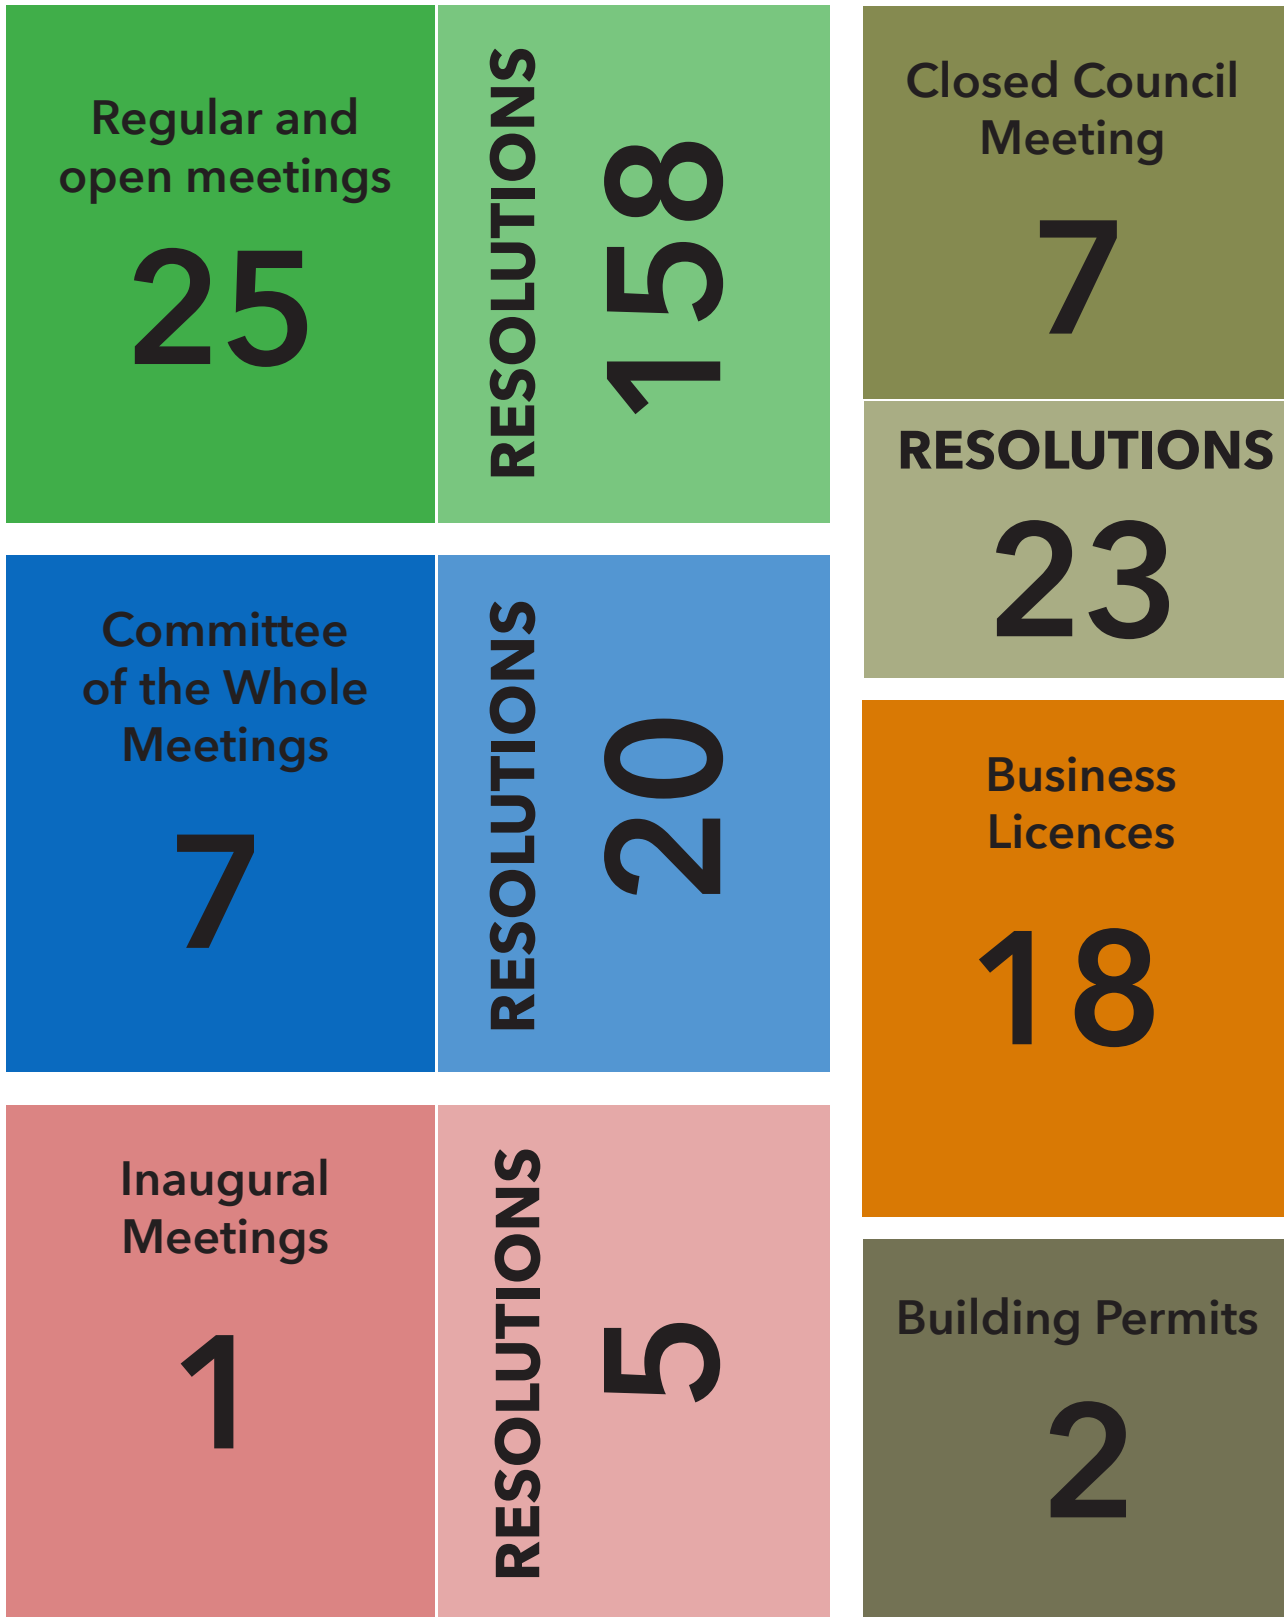 Regular and
open meetings
25
RESOLUTIONS
158
Committee
of the Whole
Meetings
7
RESOLUTIONS
20
Inaugural
Meetings
1
RESOLUTIONS
5
Closed Council
Meeting
7
RESOLUTIONS
23
Business
Licences
18
Building Permits
2